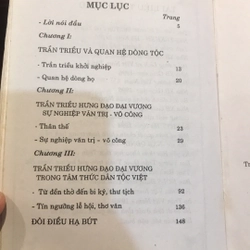 MỤC LỤC
Trang
- Lời nói đầu 5
Chương I:
TRẦN TRIỀU VÀ QUAN HỆ DÒNG TỘC
- Trần triều khởi nghiệp 15
- Quan hệ dòng họ 20
Chương II:
TRẦN TRIỀU HƯNG ĐẠO ĐẠI VƯƠNG
SỰ NGHIỆP VĂN TRỊ - VÕ CÔNG
- Thân thế 23
- Sự nghiệp văn trị - võ công 29
Chương III:
TRẦN TRIỀU HƯNG ĐẠO ĐẠI VƯƠNG
TRONG TÂM THỨC DÂN TỘC VIỆT
- Từ đền thờ đến bi ký, thư tịch 92
- Tín ngưỡng lễ hội, thơ văn 136
ĐÔI ĐIỀU HẠ BÚT 148